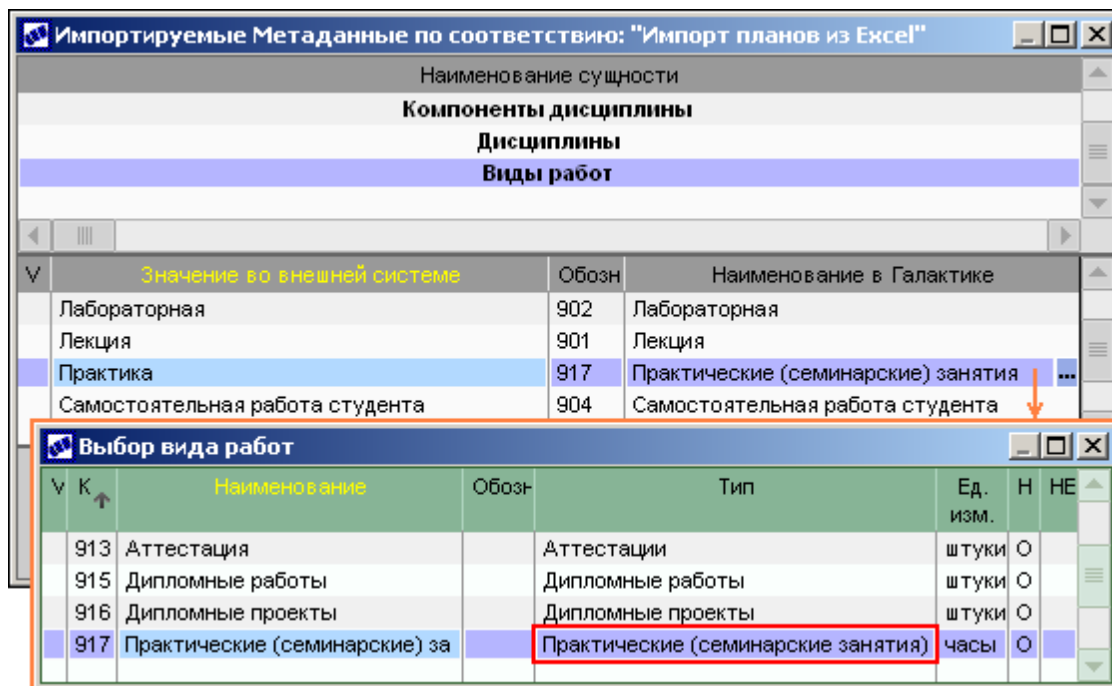 Импортируемые Метаданные по соответствию: "Импорт планов из Excel"
Наименование сущности
Компоненты дисциплины
Дисциплины
Виды работ
V Значение во внешней системе Обозн Наименование в Галактике
Лабораторная 902 Лабораторная
Лекция 901 Лекция
Практика 917 Практические (семинарские) занятия ...
Самостоятельная работа студента 904 Самостоятельная работа студента
Выбор вида работ
V К Наименование Обозн Тип Ед. изм. Н НЕ
913 Аттестация Аттестации штуки О
915 Дипломные работы Дипломные работы штуки О
916 Дипломные проекты Дипломные проекты штуки О
917 Практические (семинарские) за Практические (семинарские занятия) часы О